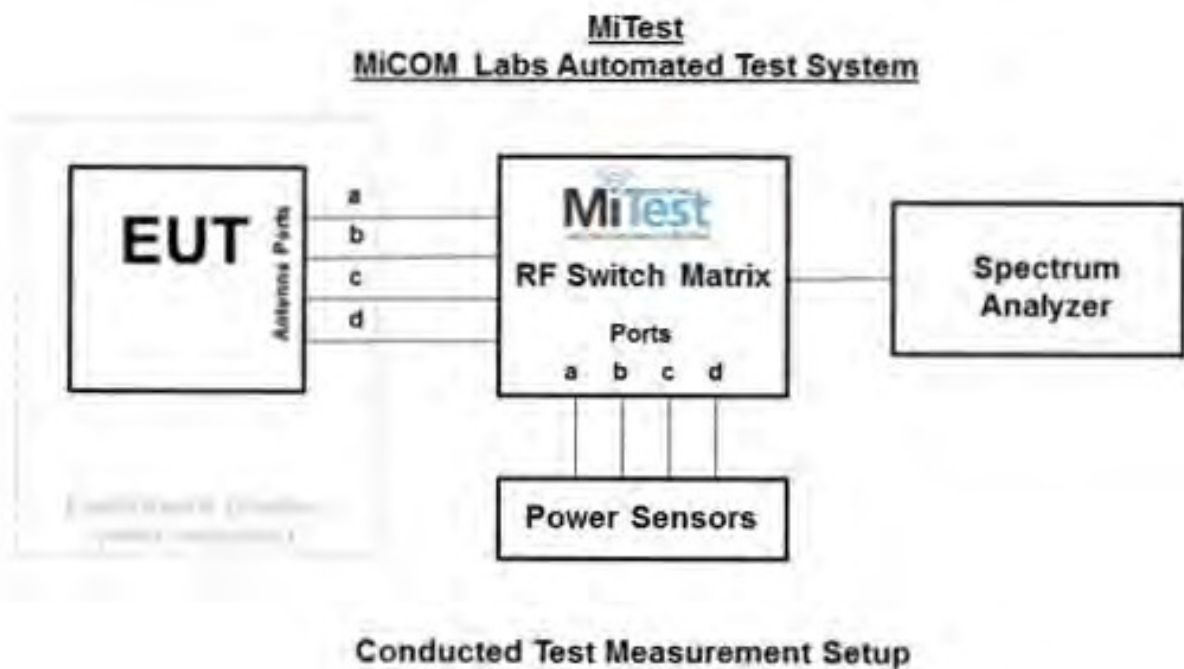 MiTest
MiCOM Labs Automated Test System
EUT
Antenna Ports
a
b
c
d
MiTest
RF Switch Matrix
Ports
a b c d
Spectrum
Analyzer
Power Sensors
Conducted Test Measurement Setup